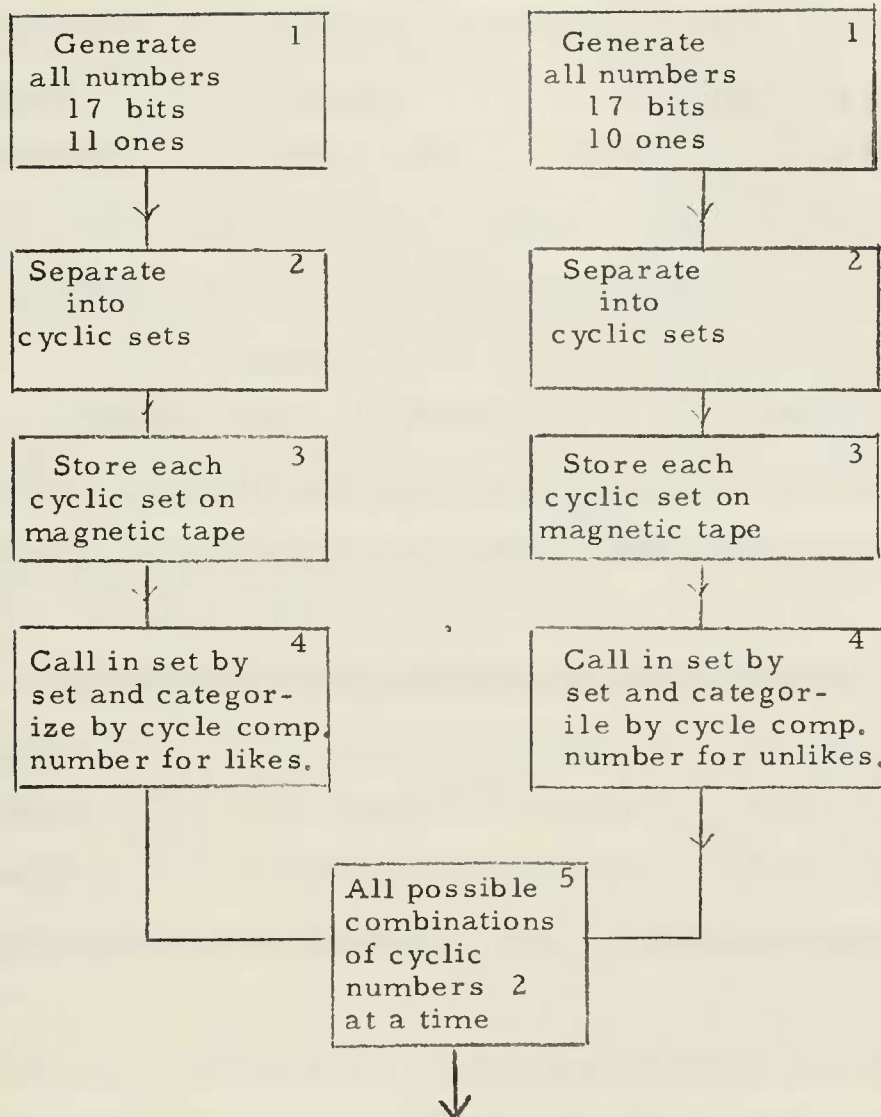 1
Generate
all numbers
17 bits
11 ones
2
Separate
into
cyclic sets
3
Store each
cyclic set on
magnetic tape
4
Call in set by
set and categor-
ize by cycle comp.
number for likes.
1
Generate
all numbers
17 bits
10 ones
2
Separate
into
cyclic sets
3
Store each
cyclic set on
magnetic tape
4
Call in set by
set and categor-
ile by cycle comp.
number for unlikes.
All possible 5
combinations
of cyclic
numbers 2
at a time